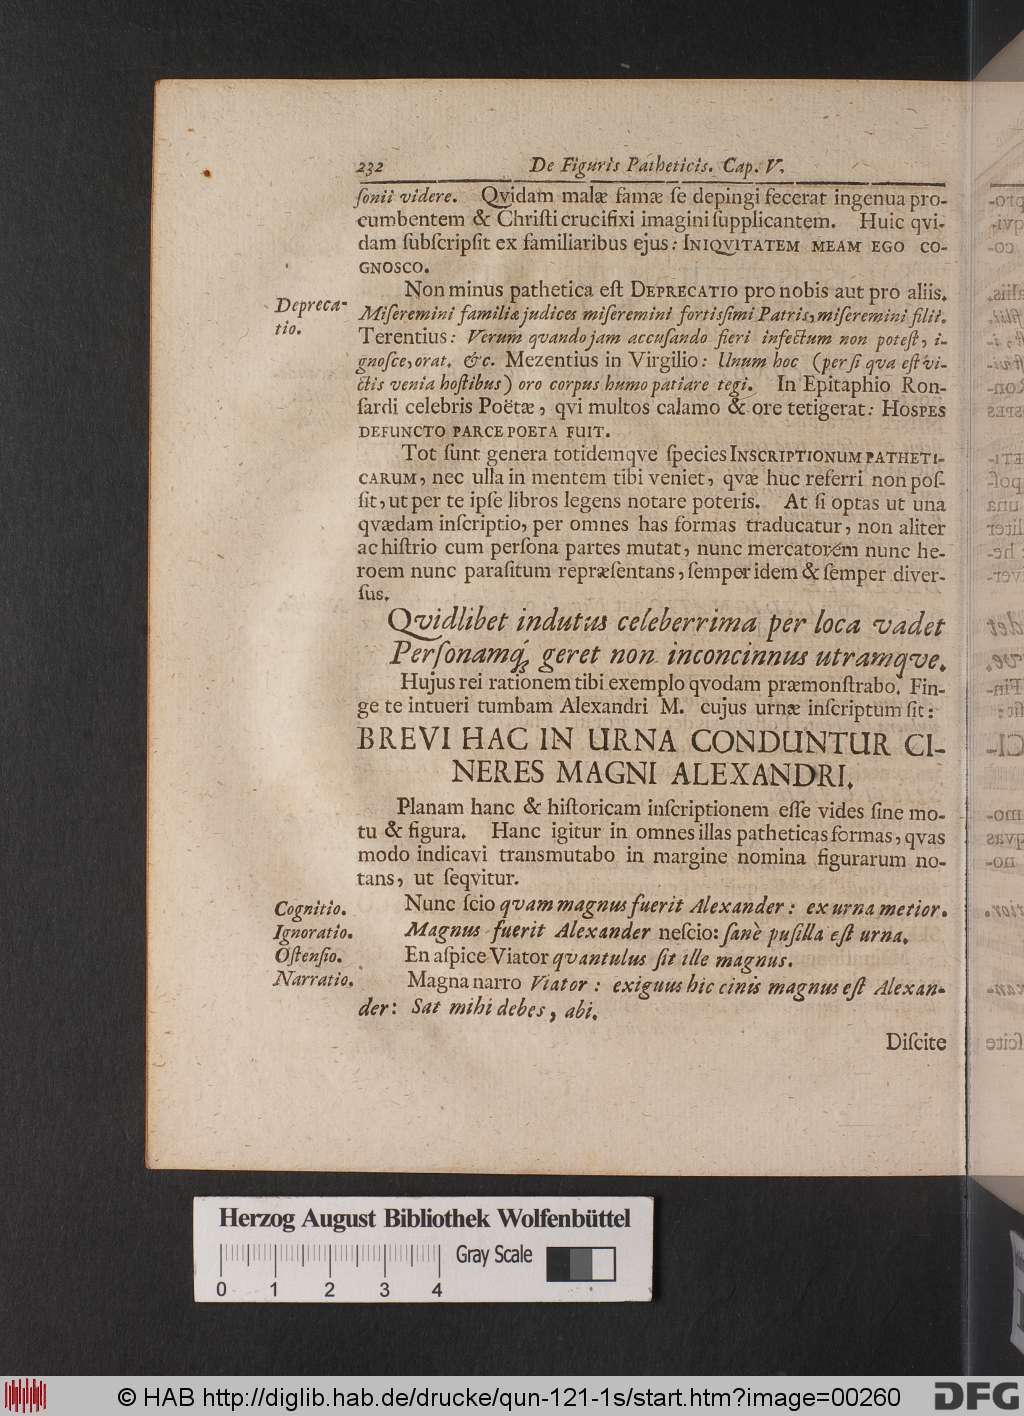 232 De Figuris Patheticis. Cap. V.
ſonii videre. Qvidam malæ famæ ſe depingi fecerat ingenua pro-
cumbentem & Chriſti crucifixi imagini ſupplicantem. Huic qvi-
dam ſubſcripſit ex familiaribus ejus: INIQVITATEM MEAM EGO CO-
GNOSCO.
Depreca-
tio.
Non minus pathetica eſt DEPRECATIO pro nobis aut pro aliis.
Miſeremini familiæ judices miſeremini fortiſſimi Patris, miſeremini filii.
Terentius: Verum qvando jam accuſando fieri infectum non poteſt, i-
gnoſce, orat. &c. Mezentius in Virgilio: Unum hoc (per ſi qva eſt vi-
ctis venia hoſtibus) oro corpus humo patiare tegi. In Epitaphio Ron-
ſardi celebris Poëtæ, qvi multos calamo & ore tetigerat: HOSPES
DEFUNCTO PARCE POETA FUIT.
Tot ſunt genera totidemqve ſpecies INSCRIPTIONUM PATHETI-
CARUM, nec ulla in mentem tibi veniet, qvæ huc referri non poſ-
ſit, ut per te ipſe libros legens notare poteris. At ſi optas ut una
qvædam inſcriptio, per omnes has formas traducatur, non aliter
ac hiſtrio cum perſona partes mutat, nunc mercatorem nunc he-
roem nunc paraſitum repræſentans, ſemper idem & ſemper diver-
ſus.
Qvidlibet indutus celeberrima per loca vadet
Perſonamq́ꝫ geret non inconcinnus utramqve.
Hujus rei rationem tibi exemplo qvodam præmonſtrabo. Fin-
ge te intueri tumbam Alexandri M. cujus urnæ inſcriptum ſit:
BREVI HAC IN URNA CONDUNTUR CI-
NERES MAGNI ALEXANDRI.
Planam hanc & hiſtoricam inſcriptionem eſſe vides ſine mo-
tu & figura. Hanc igitur in omnes illas patheticas formas, qvas
modo indicavi transmutabo in margine nomina figurarum no-
tans, ut ſeqvitur.
Cognitio. Nunc ſcio qvam magnus fuerit Alexander: ex urna metior.
Ignoratio. Magnus fuerit Alexander neſcio: ſanè puſilla eſt urna.
Oſtenſio. En aſpice Viator qvantulus ſit ille magnus.
Narratio. Magna narro Viator: exiguus hic cinis magnus eſt Alexan-
der: Sat mihi debes, abi.
Diſcite
Herzog August Bibliothek Wolfenbüttel
Gray Scale
0 1 2 3 4
© HAB http://diglib.hab.de/drucke/qun-121-1s/start.htm?image=00260
DFG